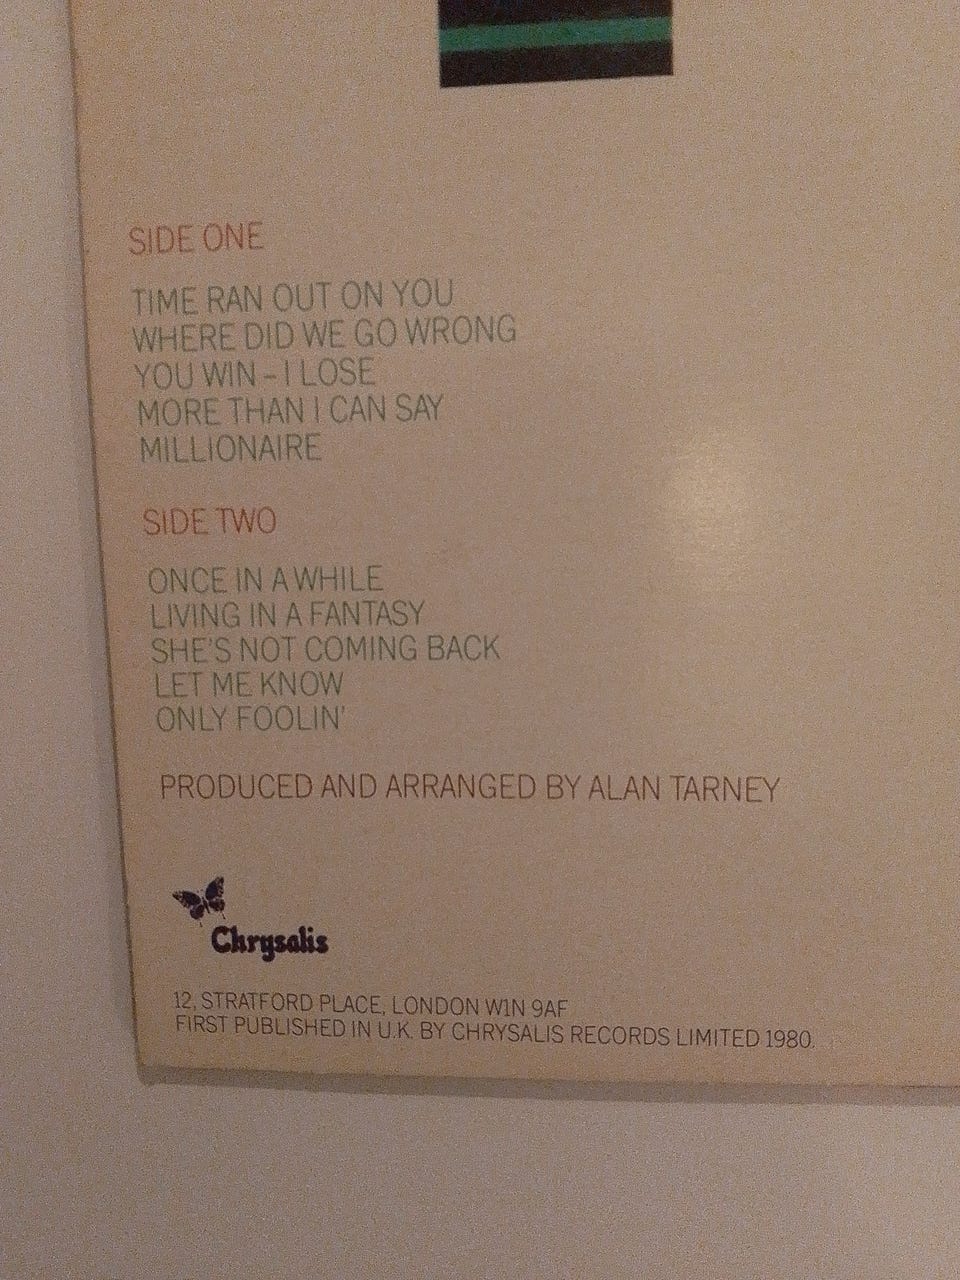 SIDE ONE
TIME RAN OUT ON YOU
WHERE DID WE GO WRONG
YOU WIN – I LOSE
MORE THAN I CAN SAY
MILLIONAIRE
SIDE TWO
ONCE IN A WHILE
LIVING IN A FANTASY
SHE'S NOT COMING BACK
LET ME KNOW
ONLY FOOLIN'
PRODUCED AND ARRANGED BY ALAN TARNEY
Chrysalis
12, STRATFORD PLACE, LONDON W1N 9AF
FIRST PUBLISHED IN U.K. BY CHRYSALIS RECORDS LIMITED 1980.